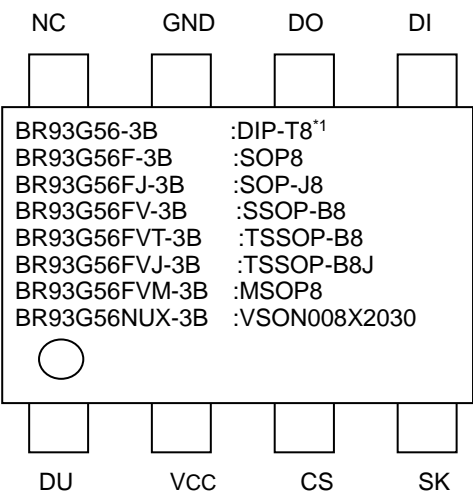 NC GND DO DI
BR93G56-3B :DIP-T8*1
BR93G56F-3B :SOP8
BR93G56FJ-3B :SOP-J8
BR93G56FV-3B :SSOP-B8
BR93G56FVT-3B :TSSOP-B8
BR93G56FVJ-3B :TSSOP-B8J
BR93G56FVM-3B :MSOP8
BR93G56NUX-3B :VSON008X2030
DU VCC CS SK